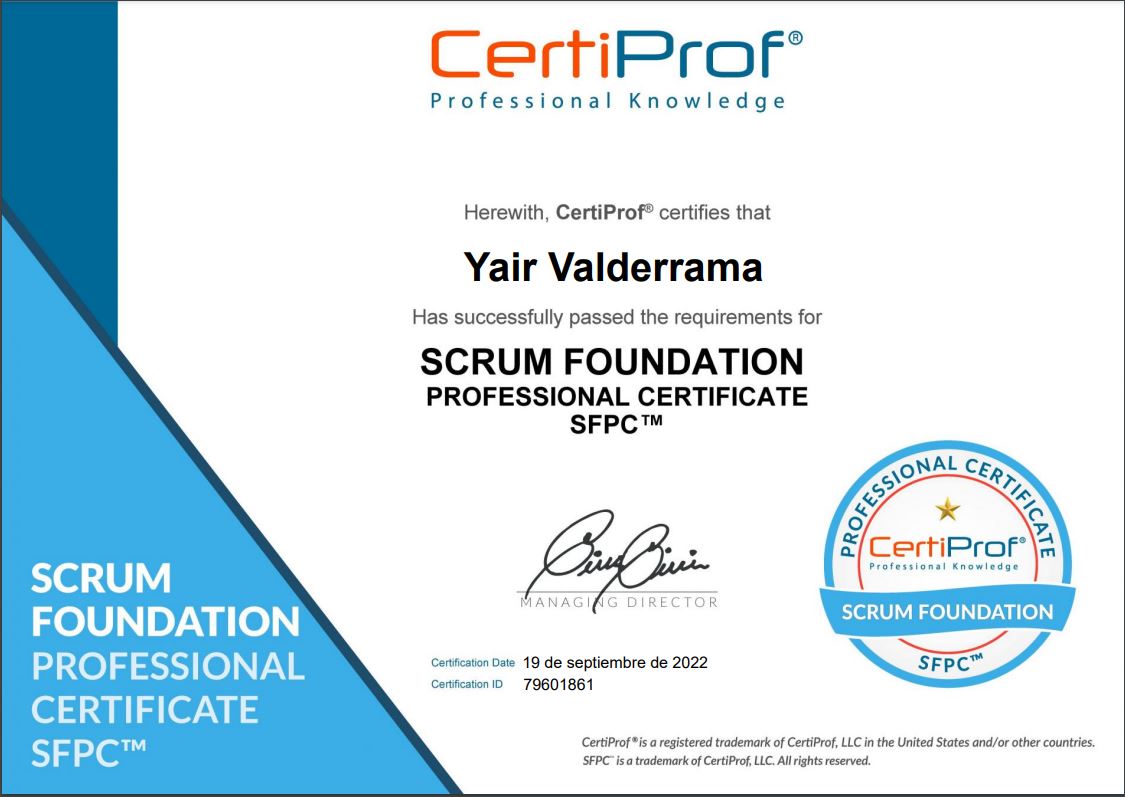 CertiProf®
Professional Knowledge
Herewith, CertiProf® certifies that
Yair Valderrama
Has successfully passed the requirements for
SCRUM FOUNDATION
PROFESSIONAL CERTIFICATE
SFPC™
MANAGING DIRECTOR
Certification Date 19 de septiembre de 2022
Certification ID 79601861
SCRUM
FOUNDATION
PROFESSIONAL
CERTIFICATE
SFPC™
PROFESSIONAL CERTIFICATE
CertiProf®
Professional Knowledge
SCRUM FOUNDATION
SFPC™
CertiProf® is a registered trademark of CertiProf, LLC in the United States and/or other countries.
SFPC™ is a trademark of CertiProf, LLC. All rights reserved.